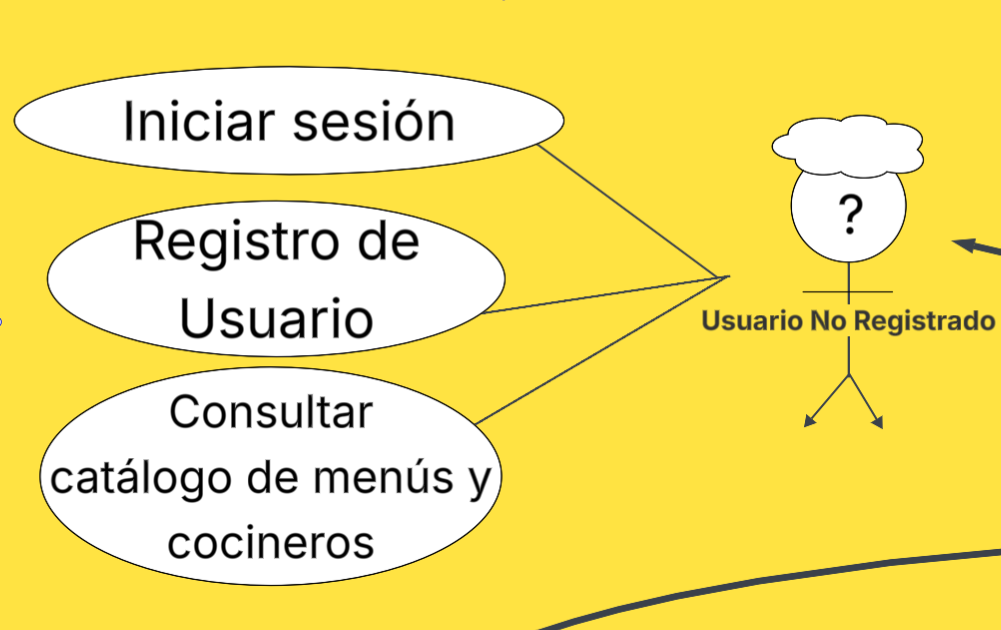 Iniciar sesión
Registro de
Usuario
Consultar
catálogo de menús y
cocineros
?
Usuario No Registrado